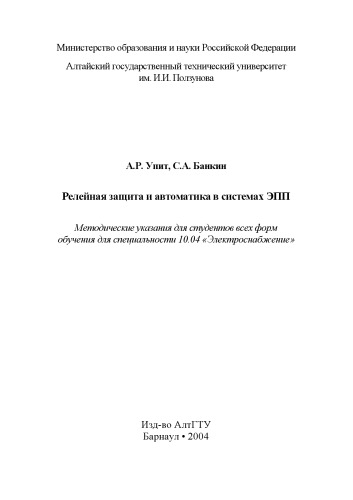 Министерство образования и науки Российской Федерации
Алтайский государственный технический университет
им. И.И. Ползунова
А.Р. Упит, С.А. Банкин
Релейная защита и автоматика в системах ЭПП
Методические указания для студентов всех форм
обучения для специальности 10.04 «Электроснабжение»
Изд-во АлтГТУ
Барнаул • 2004